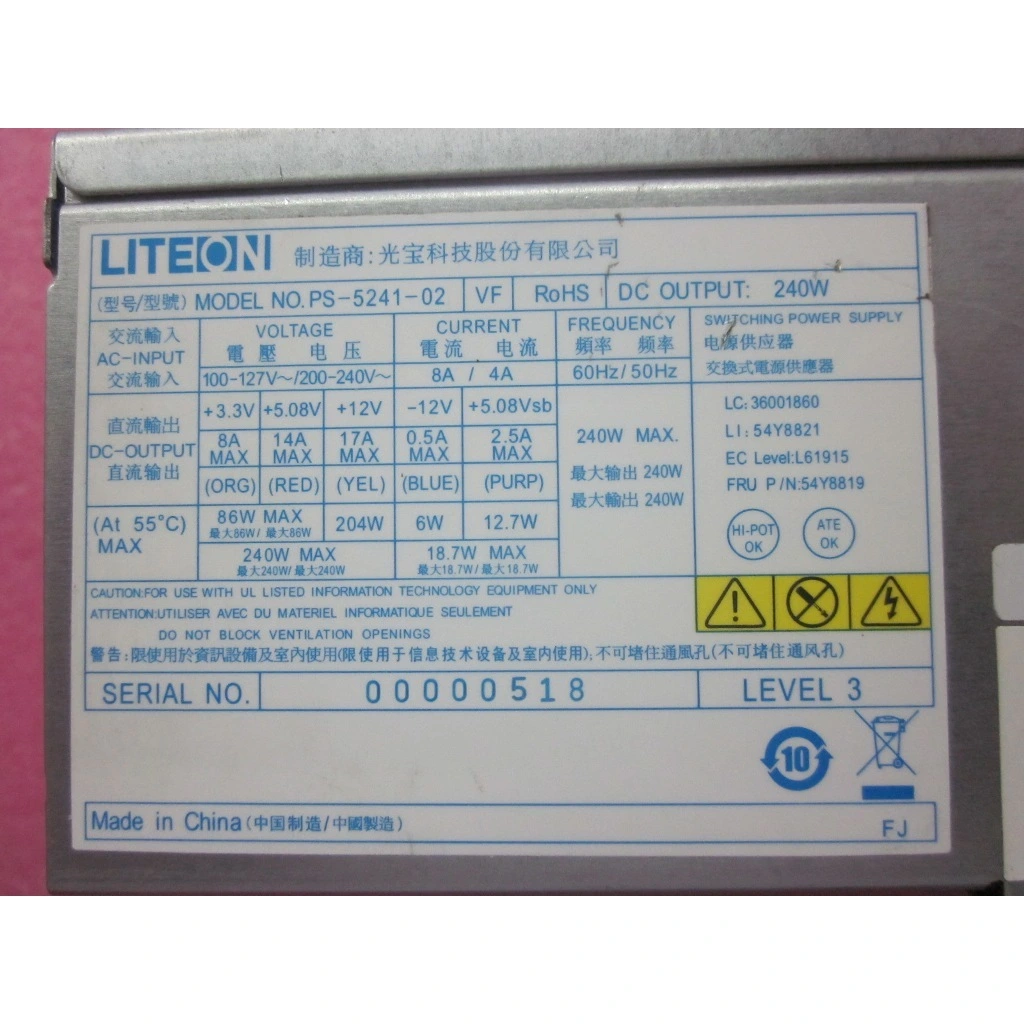 LITEON 制造商:光宝科技股份有限公司
(型号/型號) MODEL NO. PS-5241-02 VF RoHS DC OUTPUT: 240W
交流輸入 AC-INPUT 交流输入
VOLTAGE
電壓 电压
100-127V～/200-240V～
CURRENT
電流 电流
8A / 4A
FREQUENCY
頻率 频率
60Hz/50Hz
SWITCHING POWER SUPPLY
电源供应器
交換式電源供應器
直流輸出 DC-OUTPUT 直流输出
+3.3V +5.08V +12V -12V +5.08Vsb
8A MAX 14A MAX 17A MAX 0.5A MAX 2.5A MAX
(ORG) (RED) (YEL) (BLUE) (PURP)
240W MAX.
最大输出 240W
最大輸出 240W
LC: 36001860
LI: 54Y8821
EC Level:L61915
FRU P/N:54Y8819
(At 55°C) MAX
86W MAX 204W 6W 12.7W
最大86W/ 最大86W
240W MAX 18.7W MAX
最大240W/ 最大240W 最大18.7W/ 最大18.7W
HI-POT OK
ATE OK
CAUTION:FOR USE WITH UL LISTED INFORMATION TECHNOLOGY EQUIPMENT ONLY
ATTENTION:UTILISER AVEC DU MATERIEL INFORMATIQUE SEULEMENT
DO NOT BLOCK VENTILATION OPENINGS
警告:限使用於資訊設備及室內使用(限使用于信息技术设备及室内使用),不可堵住通風孔(不可堵住通风孔)
SERIAL NO. 00000518 LEVEL 3
10
Made in China(中国制造/中國製造)
FJ